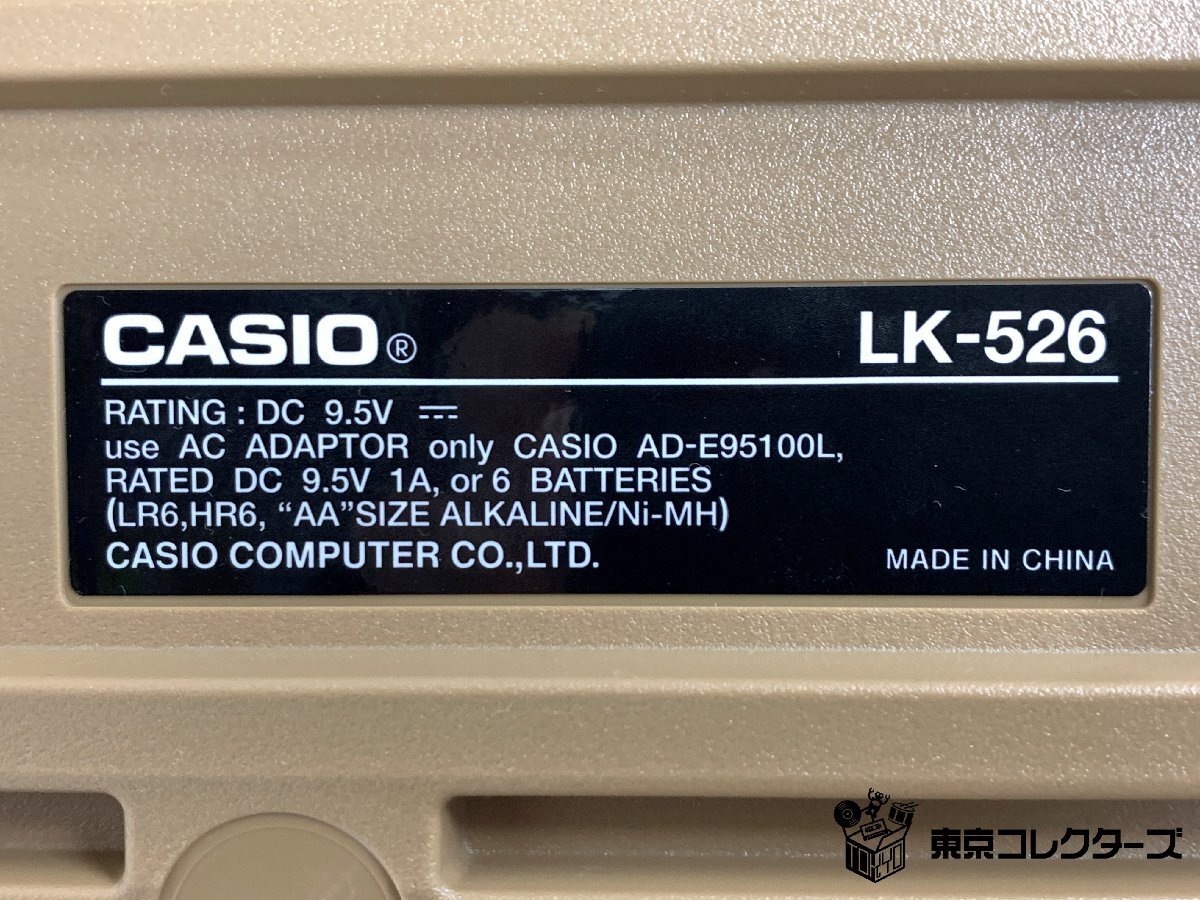 CASIO®
LK-526
RATING : DC 9.5V ⎓
use AC ADAPTOR only CASIO AD-E95100L,
RATED DC 9.5V 1A, or 6 BATTERIES
(LR6,HR6, “AA”SIZE ALKALINE/Ni-MH)
CASIO COMPUTER CO.,LTD.
MADE IN CHINA
TOKYO
東京コレクターズ